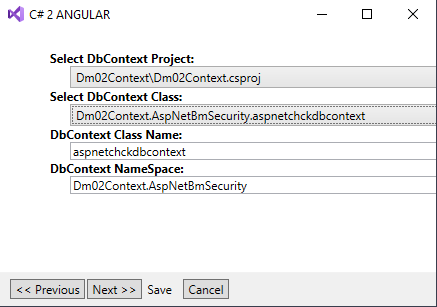 C# 2 ANGULAR
Select DbContext Project:
Dm02Context\Dm02Context.csproj
Select DbContext Class:
Dm02Context.AspNetBmSecurity.aspnetchckdbcontext
DbContext Class Name:
aspnetchckdbcontext
DbContext NameSpace:
Dm02Context.AspNetBmSecurity
<< Previous Next >> Save Cancel